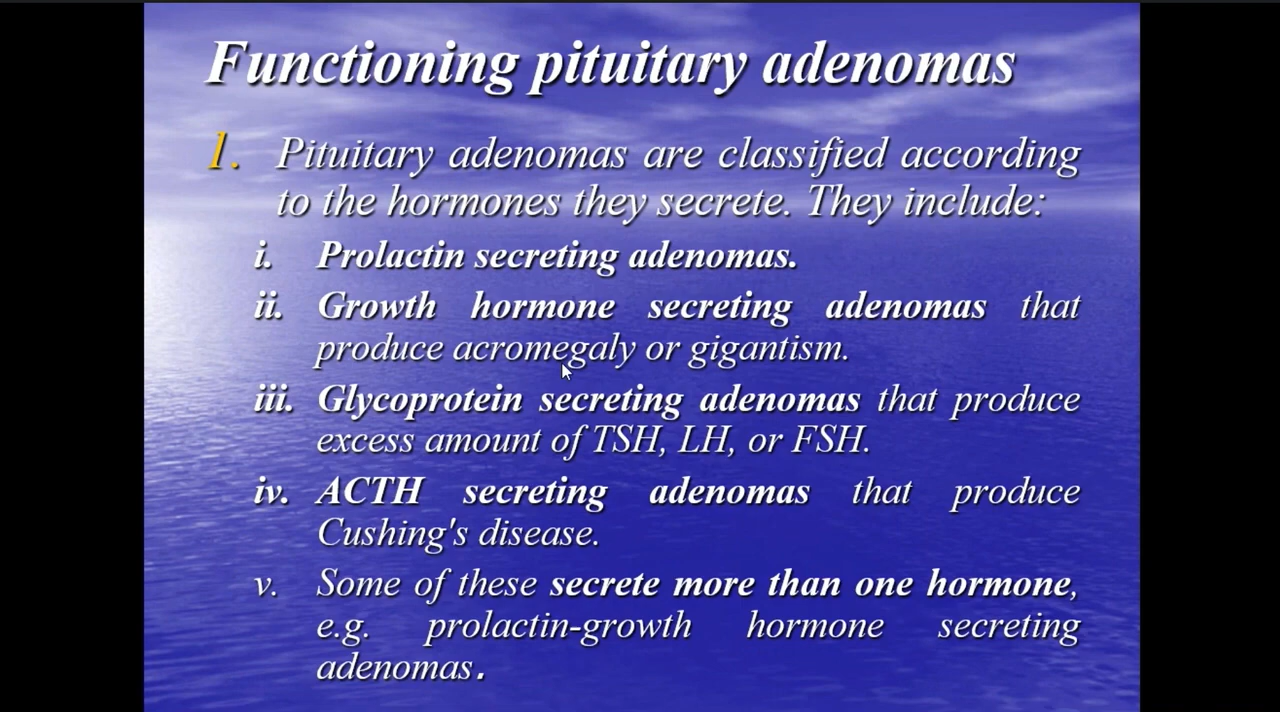 Functioning pituitary adenomas
1. Pituitary adenomas are classified according
to the hormones they secrete. They include:
i. Prolactin secreting adenomas.
ii. Growth hormone secreting adenomas that
produce acromegaly or gigantism.
iii. Glycoprotein secreting adenomas that produce
excess amount of TSH, LH, or FSH.
iv. ACTH secreting adenomas that produce
Cushing's disease.
v. Some of these secrete more than one hormone,
e.g. prolactin-growth hormone secreting
adenomas.